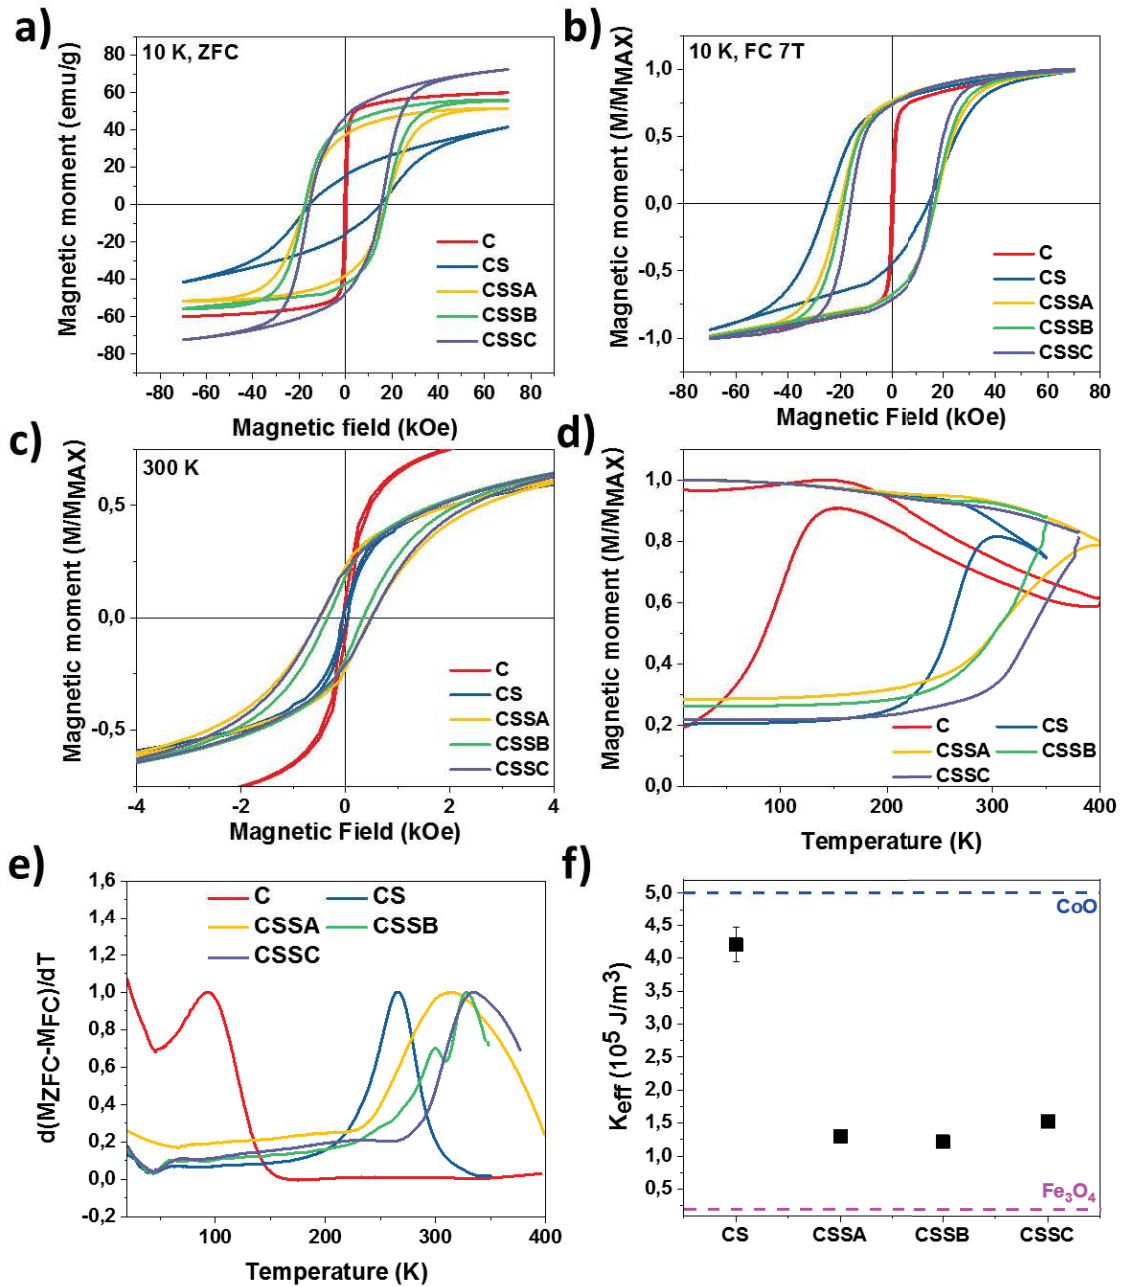 a)
10 K, ZFC
Magnetic moment (emu/g)
80
60
40
20
0
-20
-40
-60
-80
C
CS
CSSA
CSSB
CSSC
-80 -60 -40 -20 0 20 40 60 80
Magnetic field (kOe)
b)
10 K, FC 7T
Magnetic moment (M/MMAX)
1,0
0,5
0,0
-0,5
-1,0
C
CS
CSSA
CSSB
CSSC
-80 -60 -40 -20 0 20 40 60 80
Magnetic Field (kOe)
c)
300 K
Magnetic moment (M/MMAX)
0,5
0,0
-0,5
C
CS
CSSA
CSSB
CSSC
-4 -2 0 2 4
Magnetic Field (kOe)
d)
Magnetic moment (M/MMAX)
1,0
0,8
0,6
0,4
0,2
0,0
C CS
CSSA CSSB
CSSC
100 200 300 400
Temperature (K)
e)
d(MZFC-MFC)/dT
1,6
1,4
1,2
1,0
0,8
0,6
0,4
0,2
0,0
-0,2
C CS
CSSA CSSB
CSSC
100 200 300 400
Temperature (K)
f)
Keff (10⁵ J/m³)
5,0
4,5
4,0
3,5
3,0
2,5
2,0
1,5
1,0
0,5
CoO
Fe₃O₄
CS CSSA CSSB CSSC